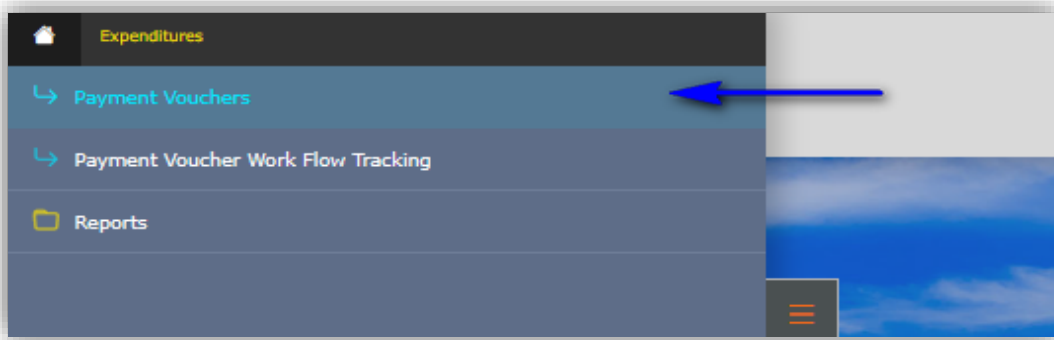 Expenditures
Payment Vouchers
Payment Voucher Work Flow Tracking
Reports